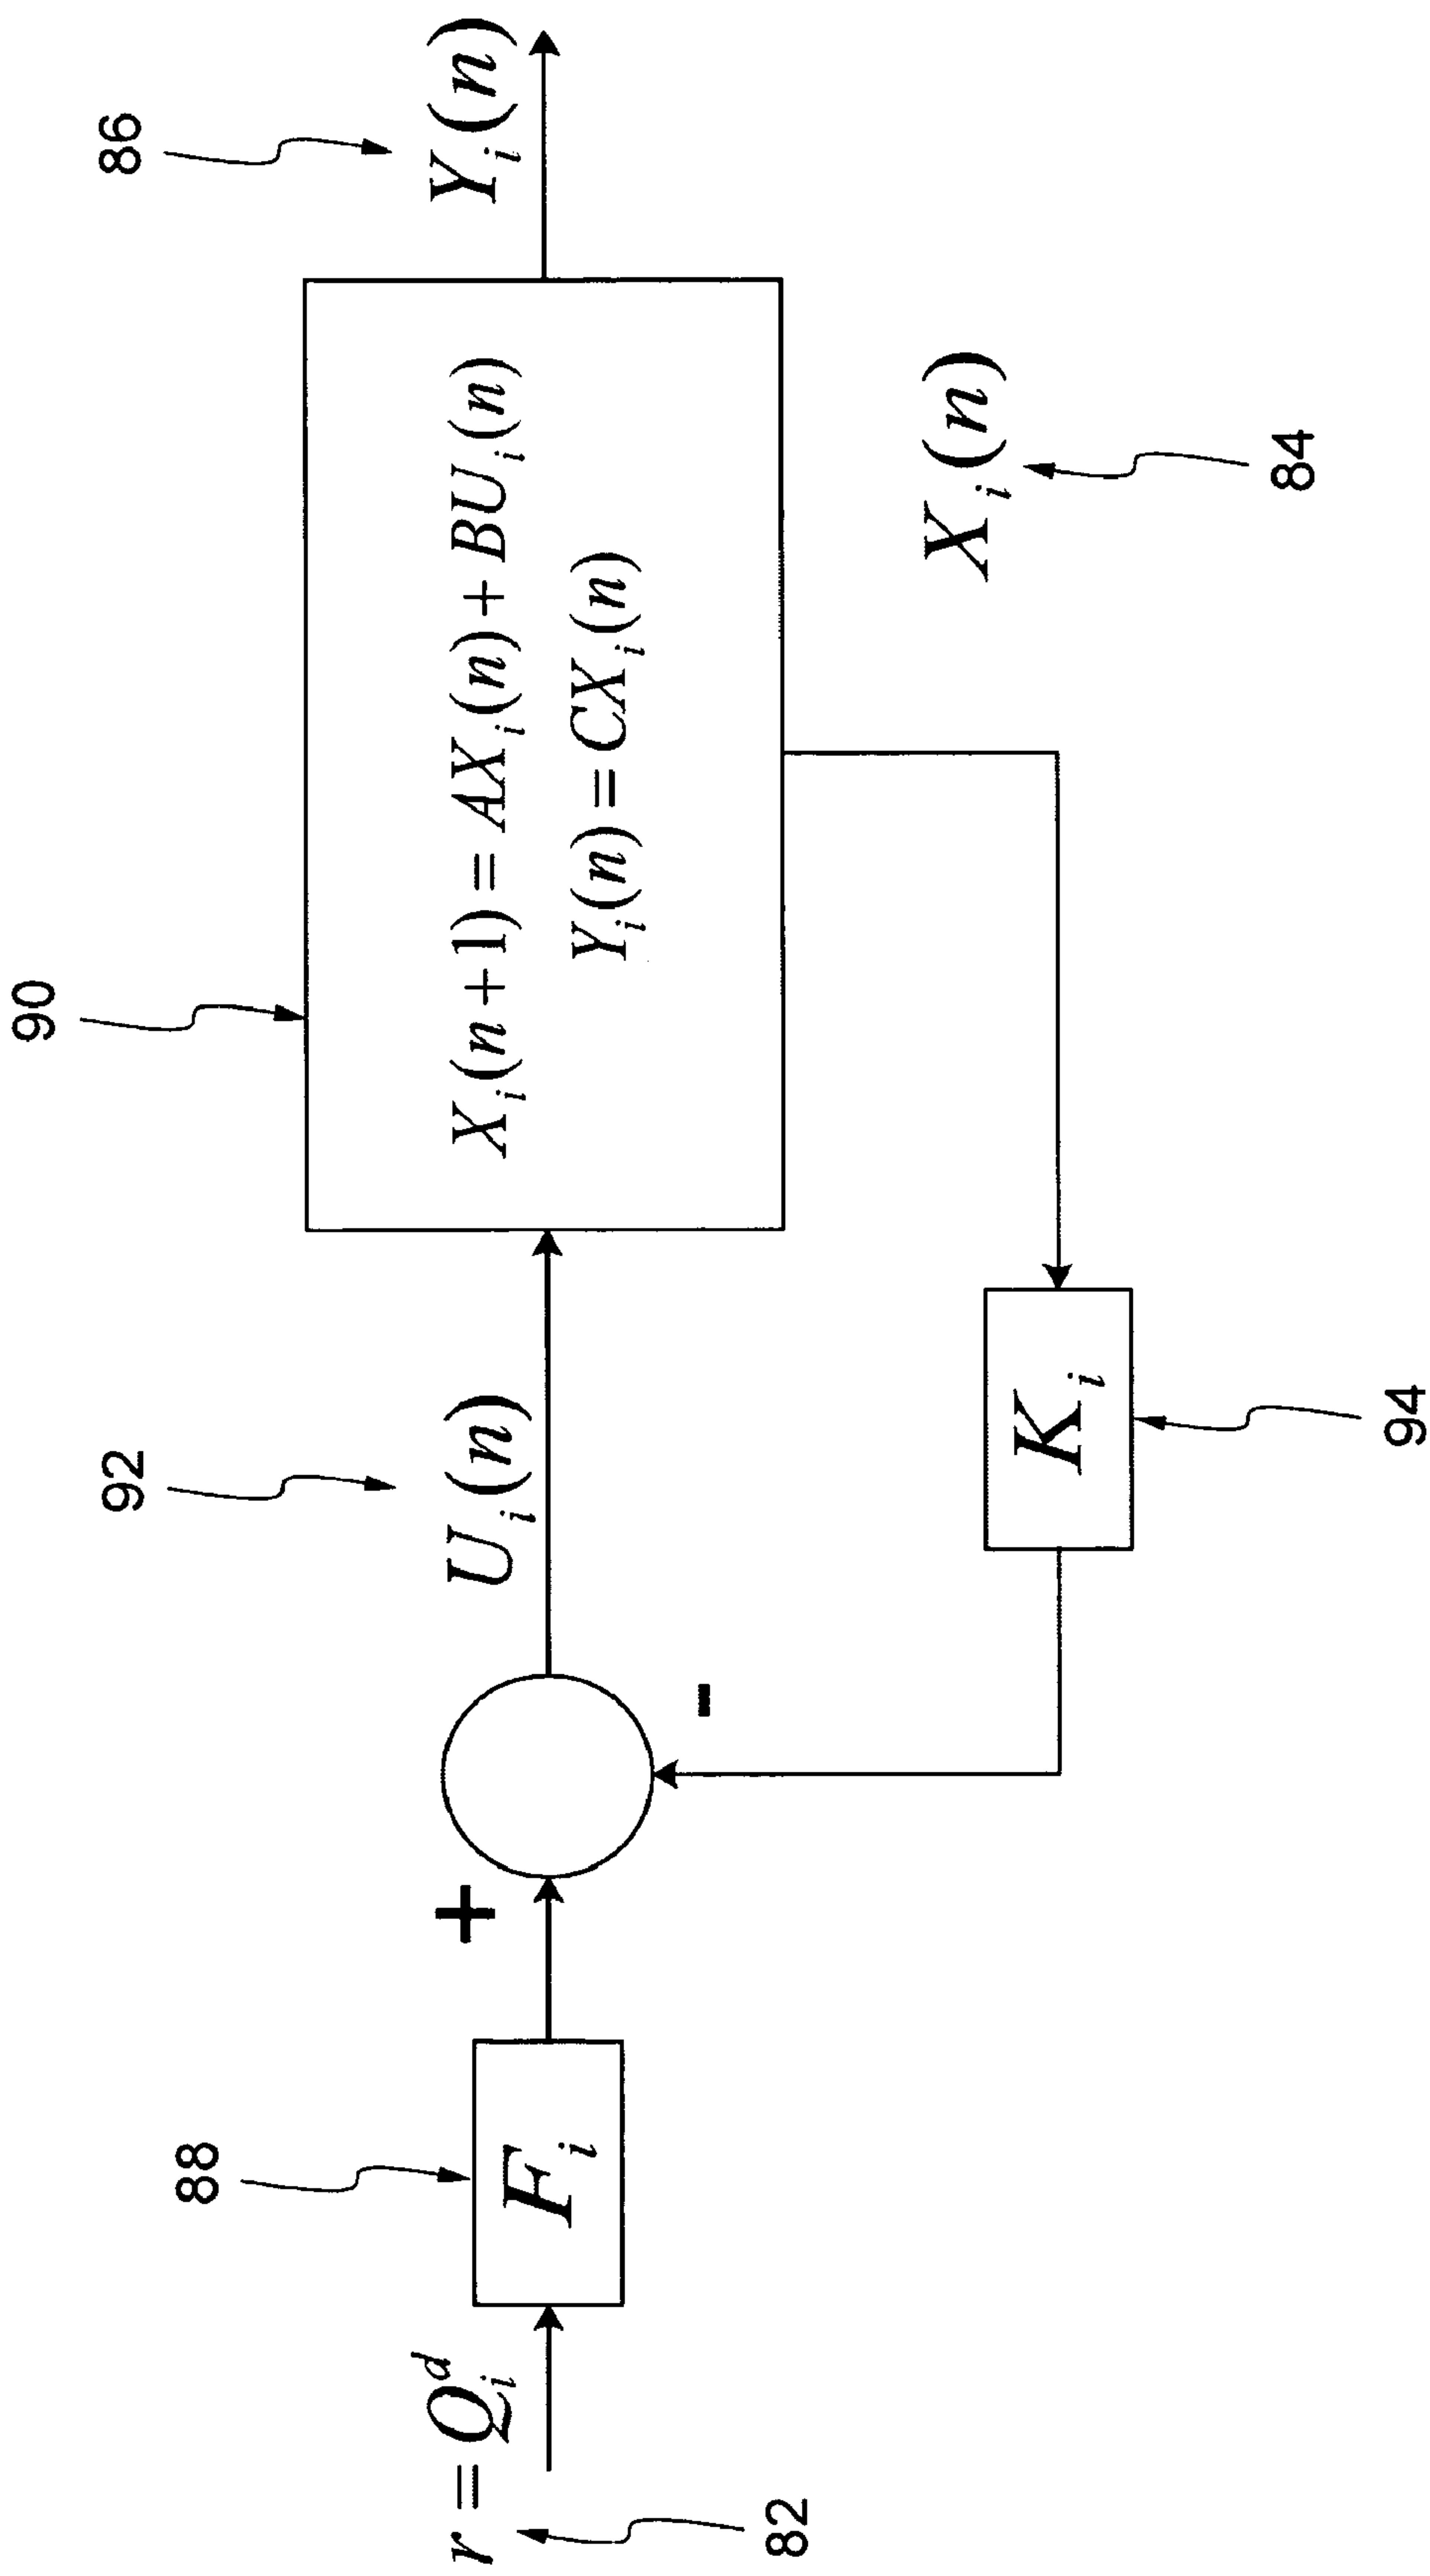 90
86
92
88
X_i(n+1) = AX_i(n) + BU_i(n)
Y_i(n) = CX_i(n)
r = Q_i^d
F_i
+
U_i(n)
Y_i(n)
-
82
K_i
X_i(n)
94
84